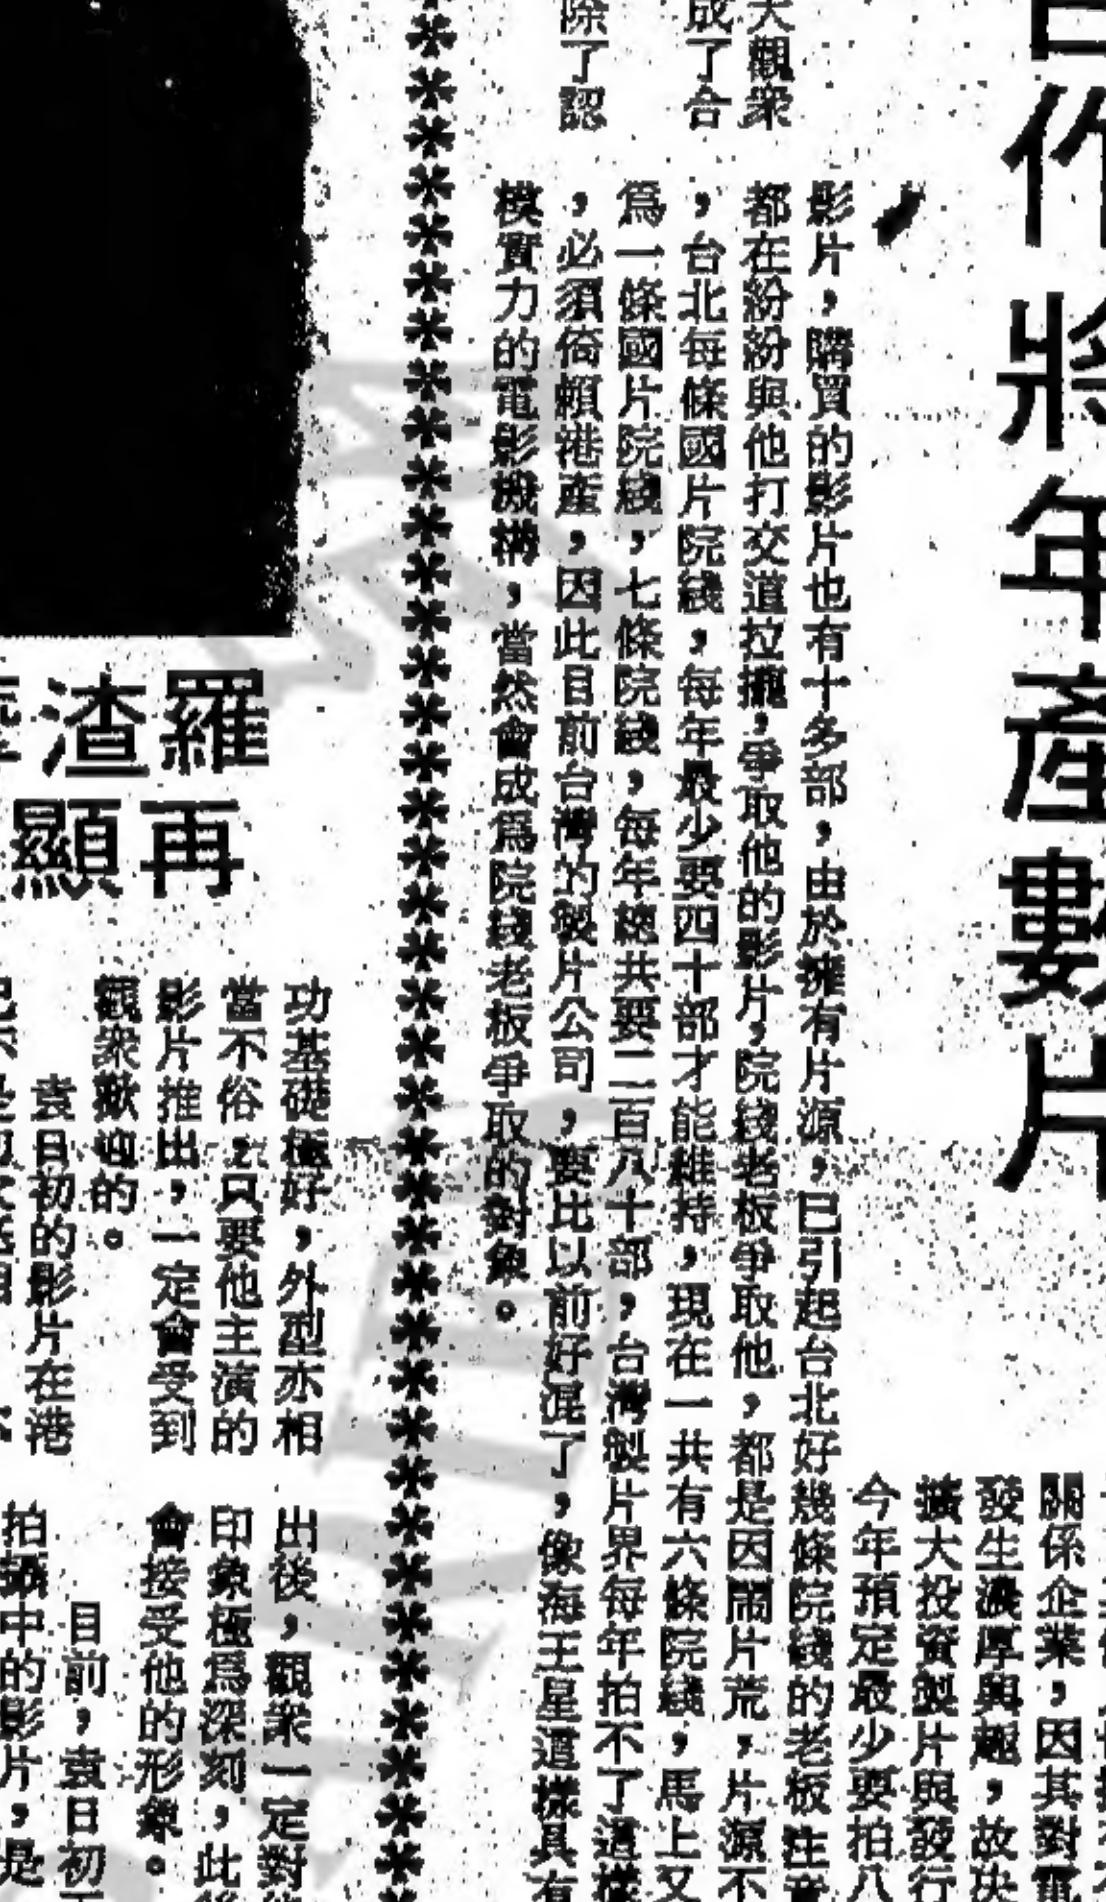 作將年產數片
關係企業，因其對電
發生濃厚興趣，故决
擴大投資製片與發行
今年預定最少要拍八
影片，購買的影片也有十多部，由於擁有片源，已引起台北好幾條院綫的老板注意
都在紛紛與他打交道拉攏，爭取他的影片，院綫老板爭取他，都是因鬧片荒，片源不
，台北每條國片院綫，每年最少要四十部才能維持，現在一共有六條院綫，馬上又
爲一條國片院綫，七條院綫，每年總共要二百八十部，台灣製片界每年拍不了這樣
，必須倚賴港產，因此目前台灣的製片公司，要比以前好混了，像海王星這樣具有
模實力的電影機構，當然會成爲院綫老板爭取的對象。
大觀衆
成了合
除了認
羅渣
再顯
功基礎極好，外型亦相
當不俗，只要他主演的
影片推出，一定會受到
觀衆歡迎的。
袁日初的影片在港
出後，觀衆一定對
印象極爲深刻，此
會接受他的形象。
目前，袁日初
拍攝中的影片，是